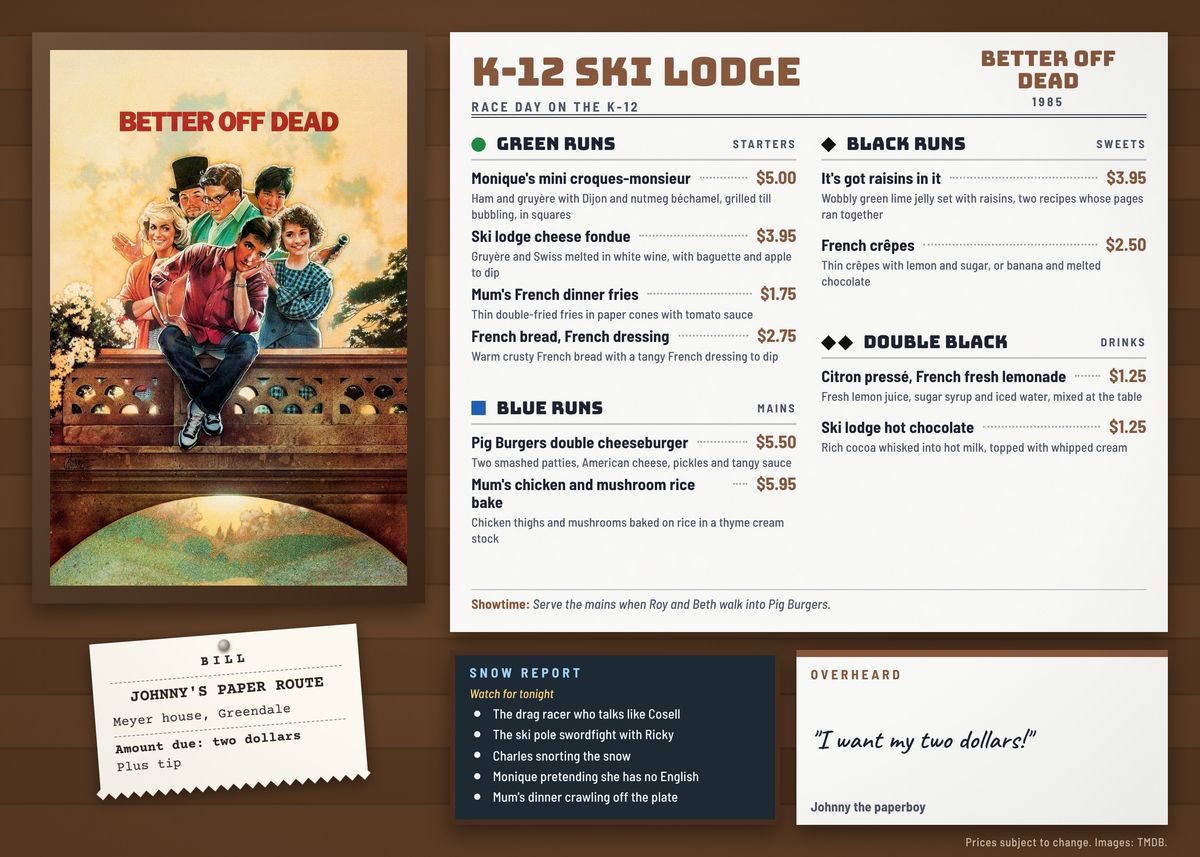 BETTER OFF DEAD
K-12 SKI LODGE
RACE DAY ON THE K-12
BETTER OFF
DEAD
1985
GREEN RUNS
STARTERS
Monique's mini croques-monsieur $5.00
Ham and gruyère with Dijon and nutmeg béchamel, grilled till
bubbling, in squares
Ski lodge cheese fondue $3.95
Gruyère and Swiss melted in white wine, with baguette and apple
to dip
Mum's French dinner fries $1.75
Thin double-fried fries in paper cones with tomato sauce
French bread, French dressing $2.75
Warm crusty French bread with a tangy French dressing to dip
BLUE RUNS
MAINS
Pig Burgers double cheeseburger $5.50
Two smashed patties, American cheese, pickles and tangy sauce
Mum's chicken and mushroom rice $5.95
bake
Chicken thighs and mushrooms baked on rice in a thyme cream
stock
BLACK RUNS
SWEETS
It's got raisins in it $3.95
Wobbly green lime jelly set with raisins, two recipes whose pages
ran together
French crêpes $2.50
Thin crêpes with lemon and sugar, or banana and melted
chocolate
DOUBLE BLACK
DRINKS
Citron pressé, French fresh lemonade $1.25
Fresh lemon juice, sugar syrup and iced water, mixed at the table
Ski lodge hot chocolate $1.25
Rich cocoa whisked into hot milk, topped with whipped cream
Showtime: Serve the mains when Roy and Beth walk into Pig Burgers.
BILL
JOHNNY'S PAPER ROUTE
Meyer house, Greendale
Amount due: two dollars
Plus tip
SNOW REPORT
Watch for tonight
The drag racer who talks like Cosell
The ski pole swordfight with Ricky
Charles snorting the snow
Monique pretending she has no English
Mum's dinner crawling off the plate
OVERHEARD
"I want my two dollars!"
Johnny the paperboy
Prices subject to change. Images: TMDB.